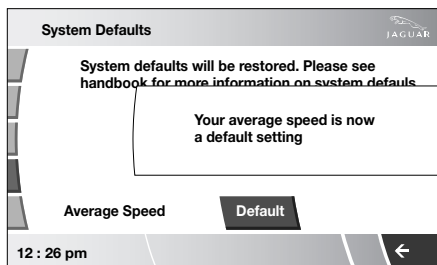 System Defaults
JAGUAR
System defaults will be restored. Please see
handbook for more information on system defauls
Your average speed is now
a default setting
Average Speed
Default
12 : 26 pm